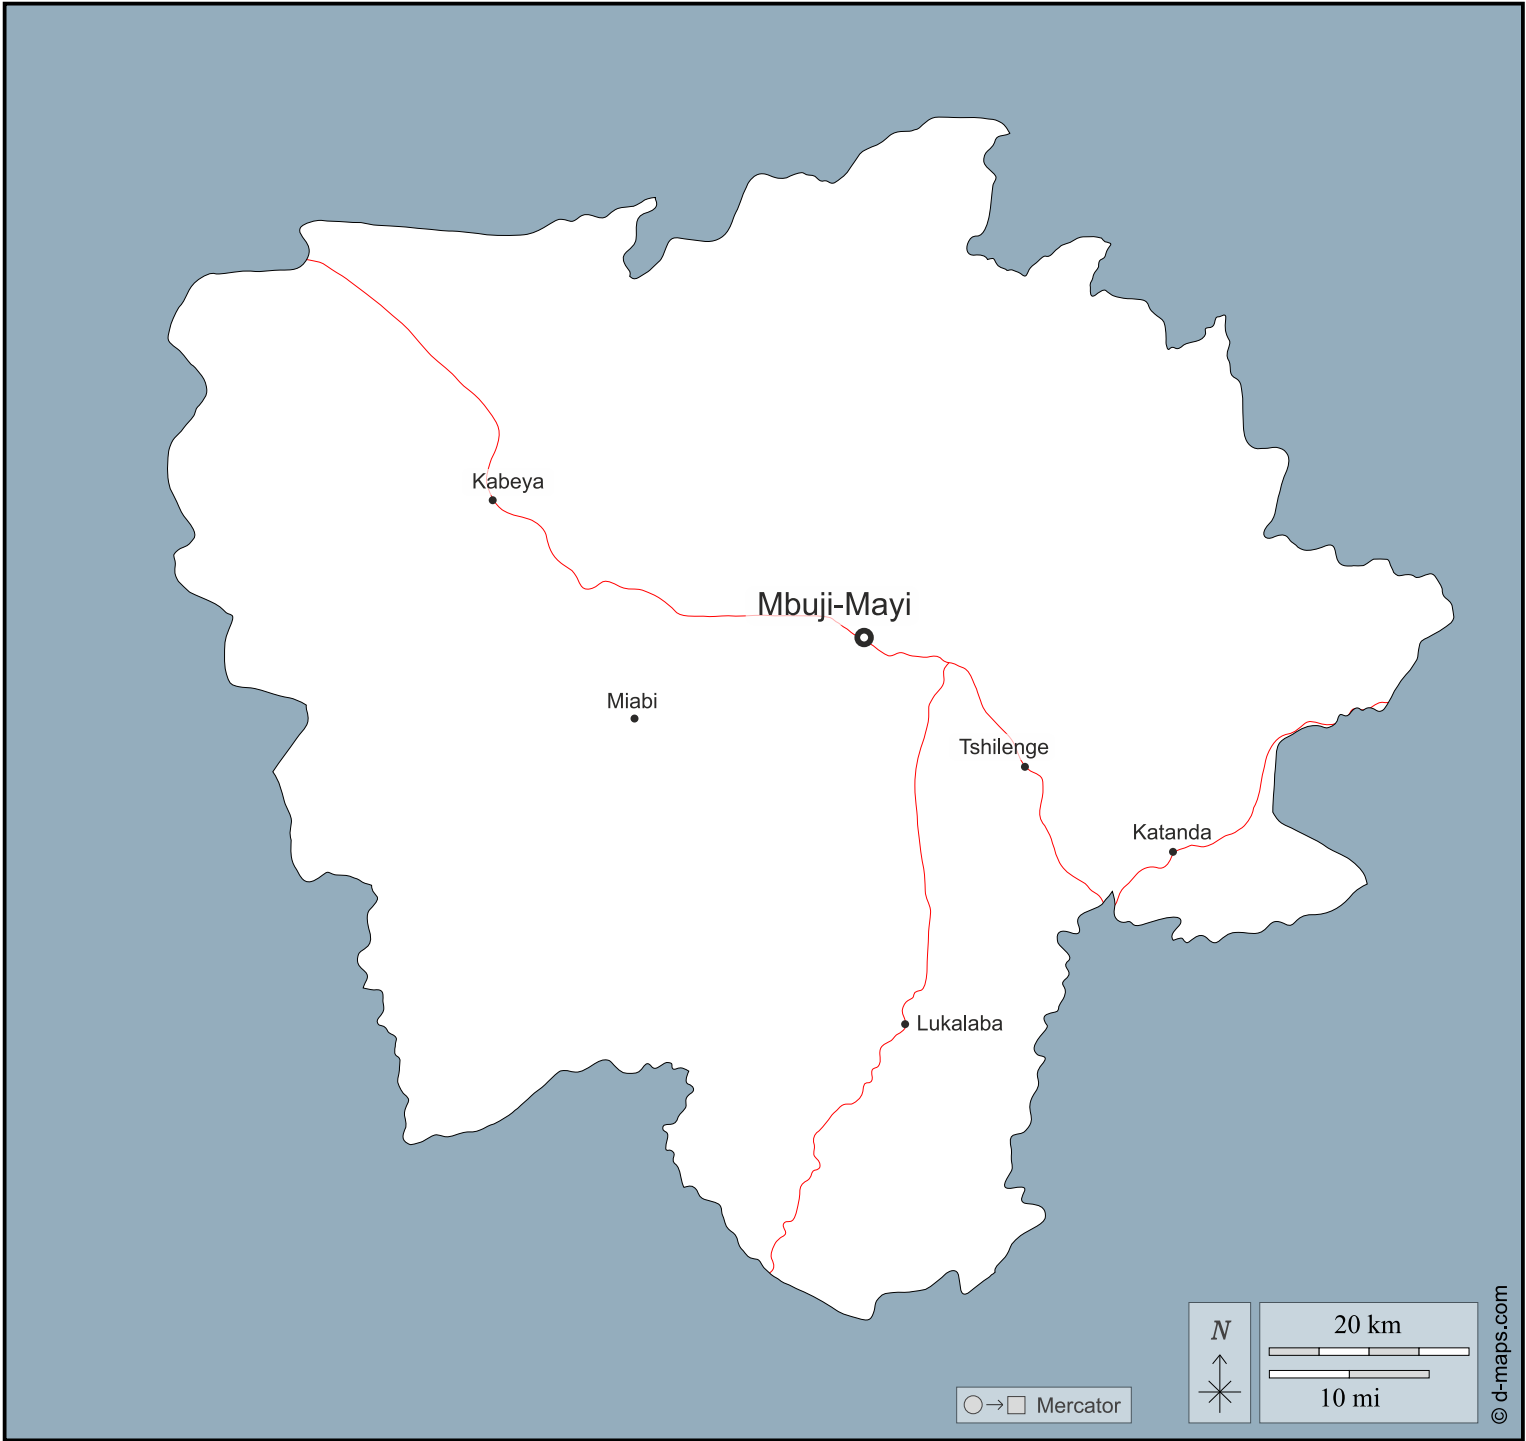 Kabeya
Mbuji-Mayi
Miabi
Tshilenge
Katanda
Lukalaba
N
20 km
10 mi
Mercator
© d-maps.com